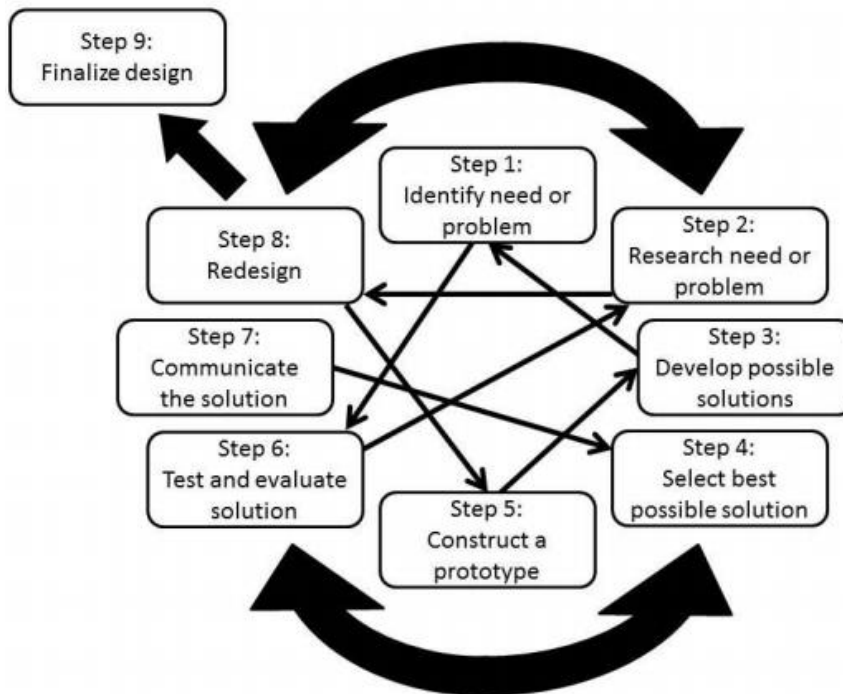 Step 9:
Finalize design
Step 1:
Identify need or
problem
Step 2:
Research need or
problem
Step 3:
Develop possible
solutions
Step 4:
Select best
possible solution
Step 5:
Construct a
prototype
Step 6:
Test and evaluate
solution
Step 7:
Communicate
the solution
Step 8:
Redesign